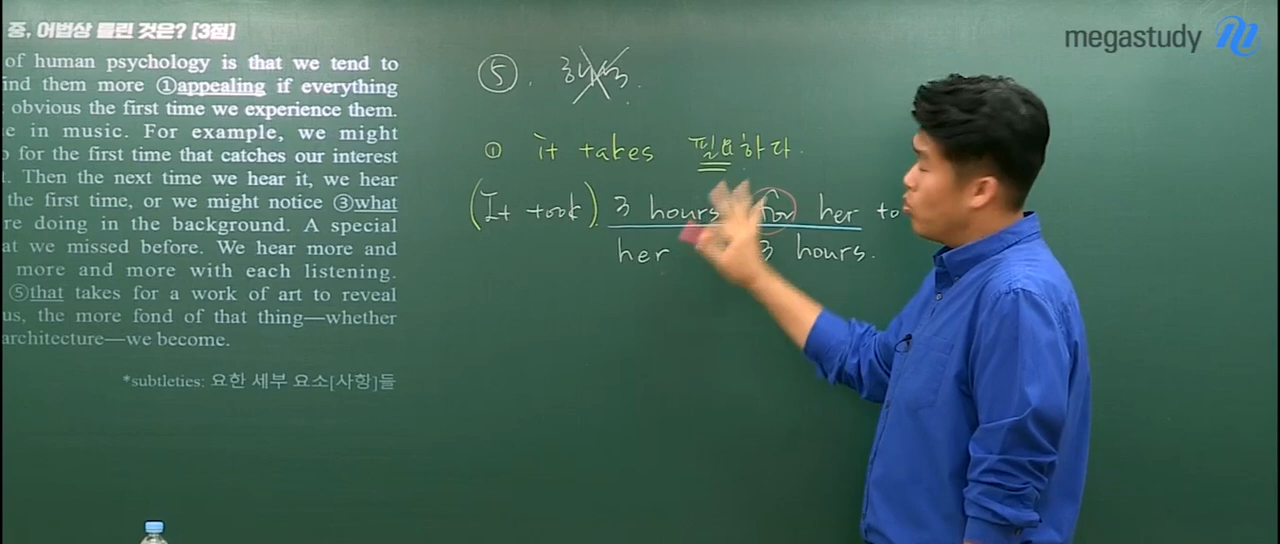 중, 어법상 틀린 것은? [3점]
of human psychology is that we tend to
ind them more ①appealing if everything
obvious the first time we experience them.
e in music. For example, we might
o for the first time that catches our interest
t. Then the next time we hear it, we hear
the first time, or we might notice ③what
re doing in the background. A special
at we missed before. We hear more and
more and more with each listening.
⑤that takes for a work of art to reveal
us, the more fond of that thing—whether
architecture—we become.
*subtleties: 요한 세부 요소[사항]들
megastudy
⑤.
① it takes 필요하다.
(It took). 3 hours for her to
her 3 hours.